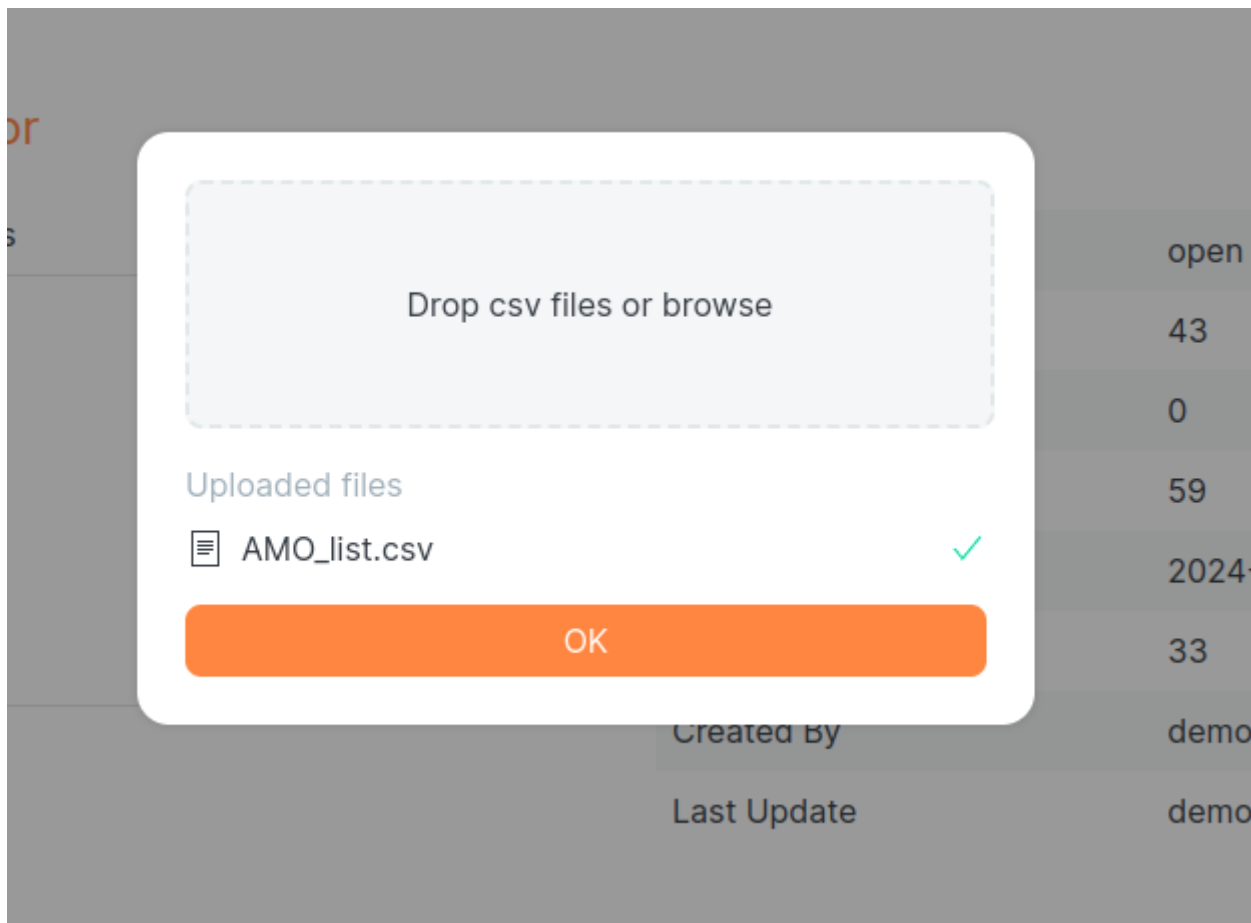 or
s
Drop csv files or browse
Uploaded files
AMO_list.csv
OK
open
43
0
59
2024-
33
Created By demo
Last Update demo